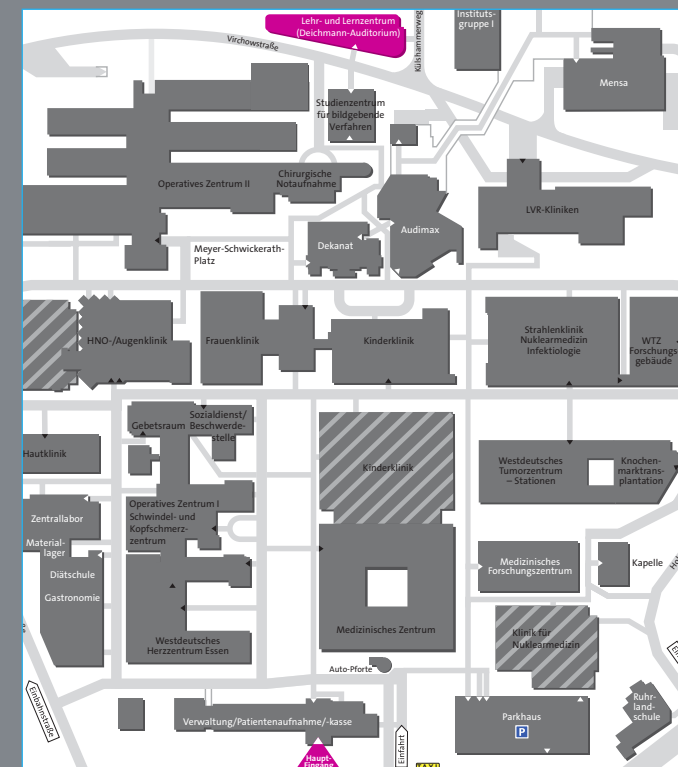 Lehr- und Lernzentrum
(Deichmann-Auditorium)
Virchowstraße
Külshammerweg
Instituts-
gruppe I
Mensa
Studienzentrum
für bildgebende
Verfahren
Operatives Zentrum II
Chirurgische
Notaufnahme
LVR-Kliniken
Audimax
Dekanat
Meyer-Schwickerath-
Platz
HNO-/Augenklinik
Frauenklinik
Kinderklinik
Strahlenklinik
Nuklearmedizin
Infektiologie
WTZ
Forschungs-
gebäude
Gebetsraum
Sozialdienst/
Beschwerde-
stelle
Hautklinik
Kinderklinik
Westdeutsches
Tumorzentrum
– Stationen
Knochen-
marktrans-
plantation
Operatives Zentrum I
Schwindel- und
Kopfschmerz-
zentrum
Zentrallabor
Material-
lager
Diätschule
Gastronomie
Medizinisches
Forschungszentrum
Kapelle
Medizinisches Zentrum
Klinik für
Nuklearmedizin
Westdeutsches
Herzzentrum Essen
Auto-Pforte
Einbahnstraße
Verwaltung/Patientenaufnahme/-kasse
Parkhaus
P
Ruhr-
land-
schule
Einfahrt
Haupt-
Eingang
TAXI